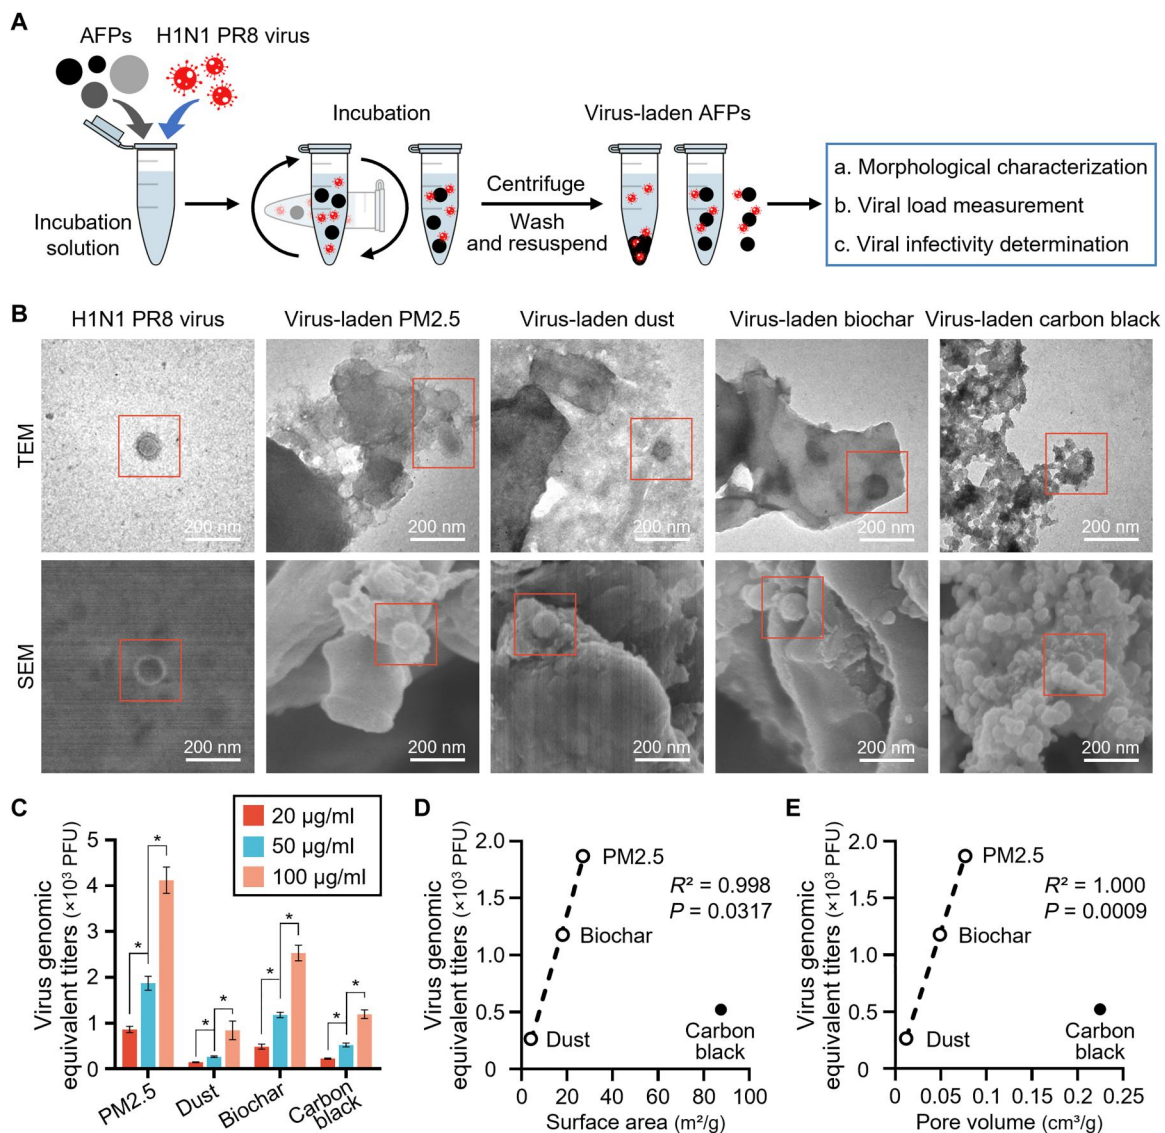 A
AFPs
H1N1 PR8 virus
Incubation
Virus-laden AFPs
Incubation
solution
Centrifuge
Wash
and resuspend
a. Morphological characterization
b. Viral load measurement
c. Viral infectivity determination
B
H1N1 PR8 virus
Virus-laden PM2.5
Virus-laden dust
Virus-laden biochar
Virus-laden carbon black
TEM
200 nm
200 nm
200 nm
200 nm
200 nm
SEM
200 nm
200 nm
200 nm
200 nm
200 nm
C
20 µg/ml
50 µg/ml
100 µg/ml
Virus genomic
equivalent titers (×10³ PFU)
5
4
3
2
1
0
* * * * * * * *
PM2.5
Dust
Biochar
Carbon
black
D
Virus genomic
equivalent titers (×10³ PFU)
2.0
1.5
1.0
0.5
0
PM2.5
R² = 0.998
P = 0.0317
Biochar
Dust
Carbon
black
0 20 40 60 80 100
Surface area (m²/g)
E
Virus genomic
equivalent titers (×10³ PFU)
2.0
1.5
1.0
0.5
0
PM2.5
R² = 1.000
P = 0.0009
Biochar
Dust
Carbon
black
0 0.05 0.1 0.15 0.2 0.25
Pore volume (cm³/g)